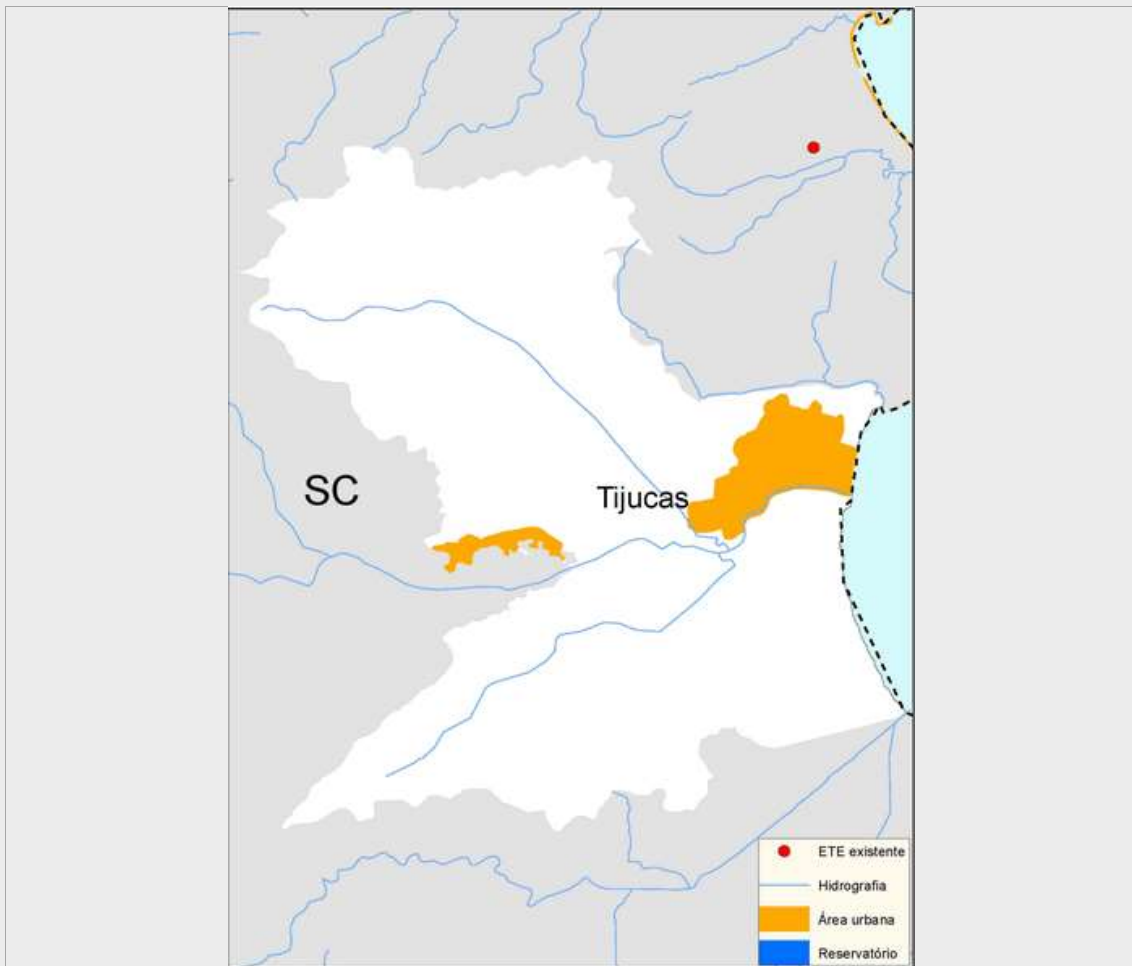 SC
Tijucas
ETE existente
Hidrografia
Área urbana
Reservatório